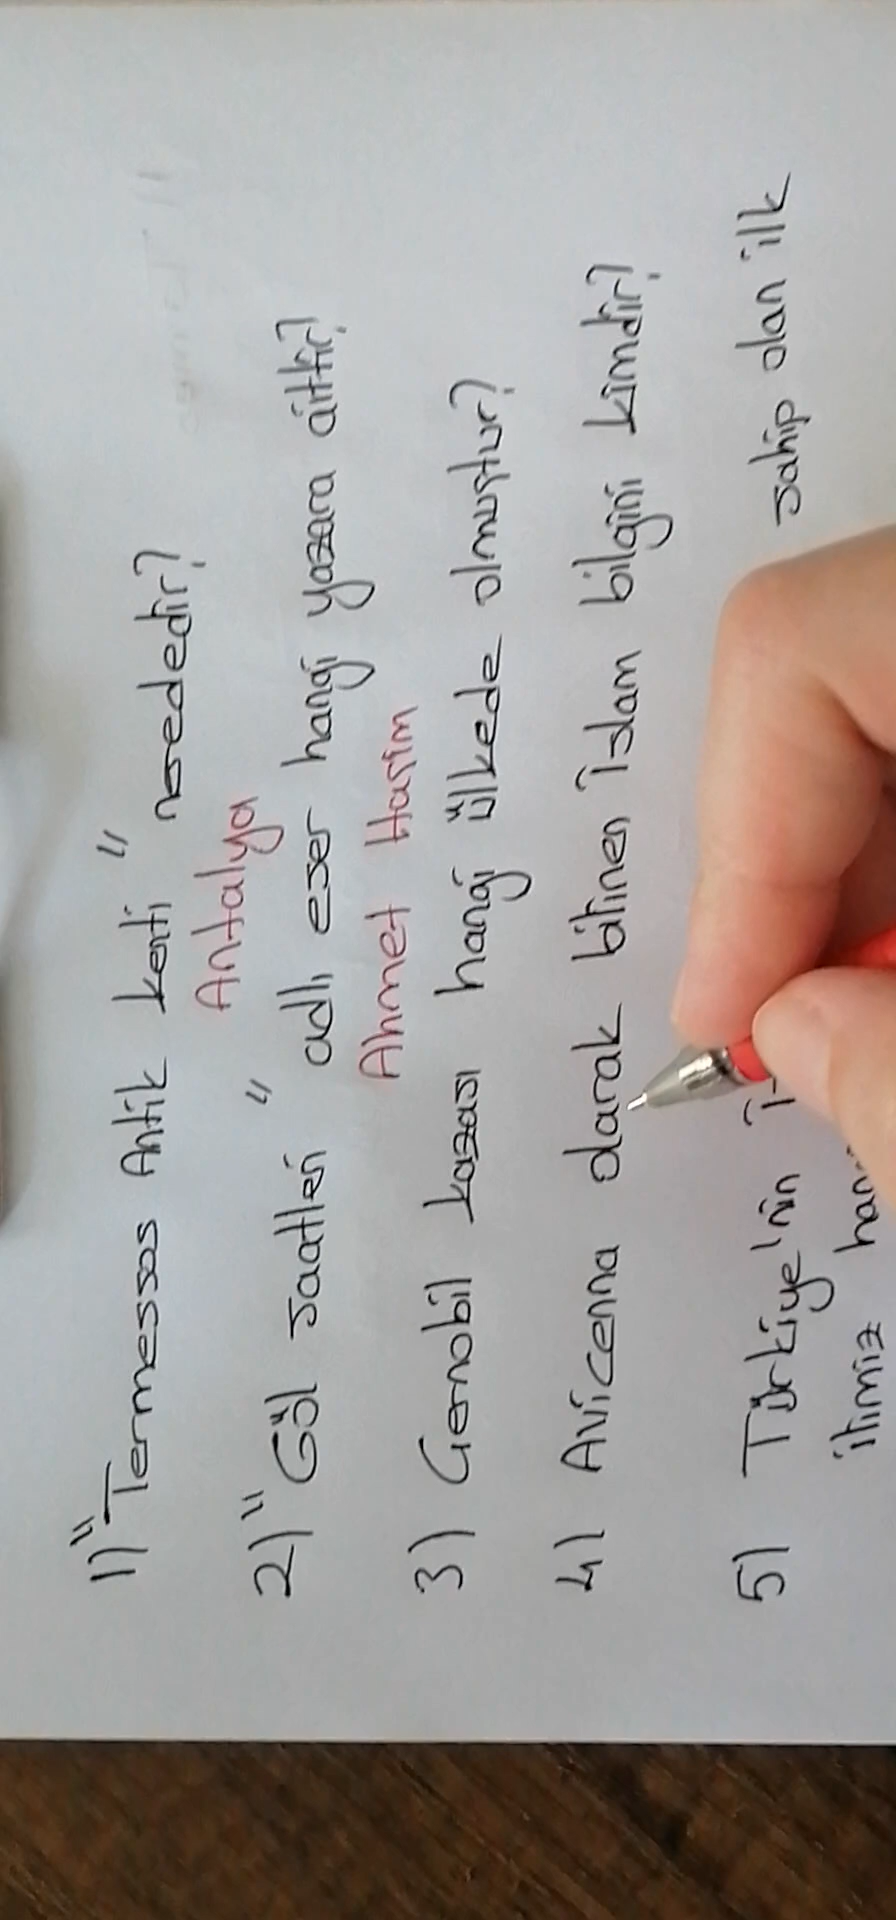 1) "Termessos Antik kenti" nerededir?
Antalya
2) "Göl saatleri" adlı eser hangi yazara aittir?
Ahmet Haşim
3) Çernobil kazası hangi ülkede olmuştur?
4) Avicenna olarak bilinen İslam bilgini kimdir?
5) Türkiye'nin sahip olan ilk
ilimiz